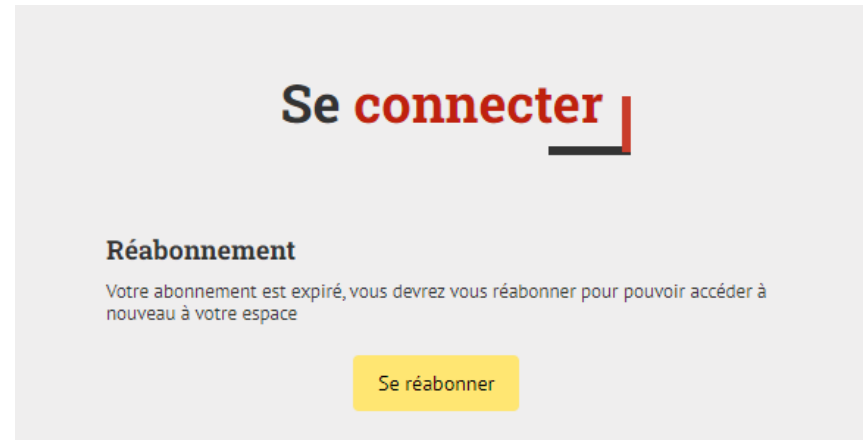 Se connecter
Réabonnement
Votre abonnement est expiré, vous devrez vous réabonner pour pouvoir accéder à
nouveau à votre espace
Se réabonner